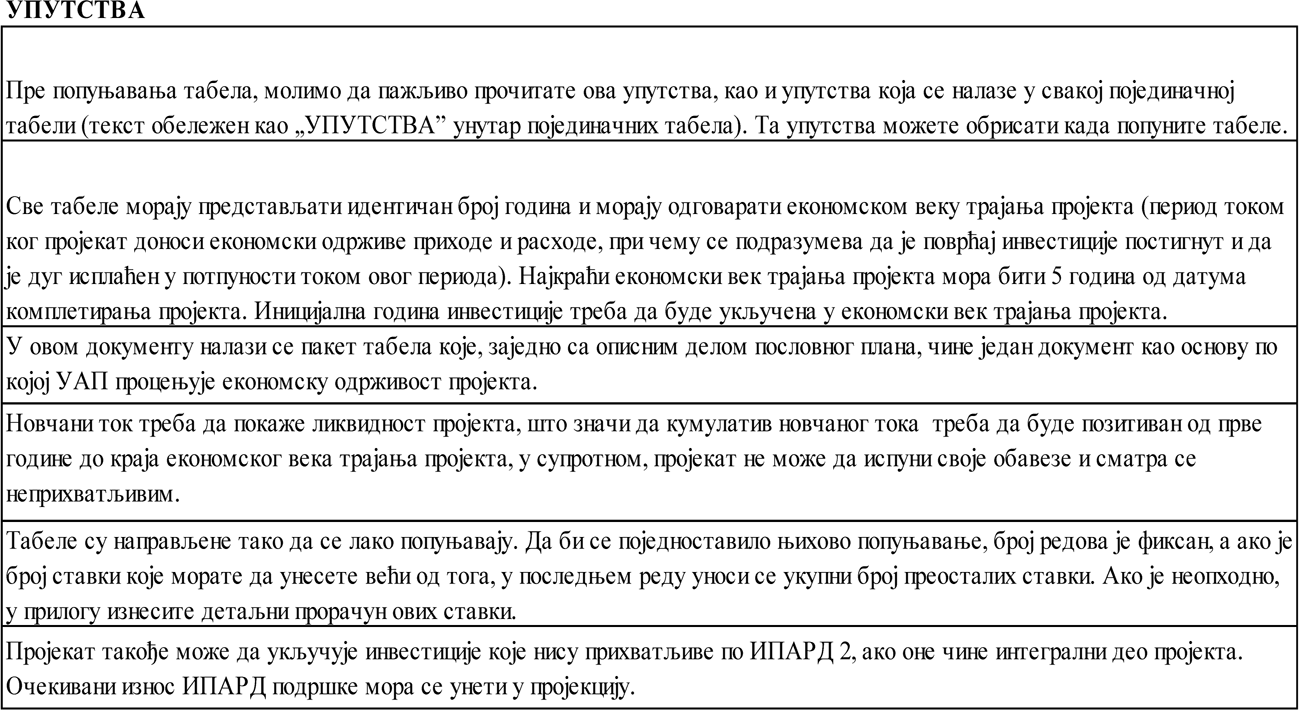 УПУТСТВА
Пре попуњавања табела, молимо да пажљиво прочитате ова упутства, као и упутства која се налазе у свакој појединачној
табели (текст обележен као „УПУТСТВА” унутар појединачних табела). Та упутства можете обрисати када попуните табеле.
Све табеле морају представљати идентичан број година и морају одговарати економском веку трајања пројекта (период током
ког пројекат доноси економски одрживе приходе и расходе, при чему се подразумева да је поврћај инвестиције постигнут и да
је дуг исплаћен у потпуности током овог периода). Најкраћи економски век трајања пројекта мора бити 5 година од датума
комплетирања пројекта. Иницијална година инвестиције треба да буде укључена у економски век трајања пројекта.
У овом документу налази се пакет табела које, заједно са описним делом пословног плана, чине један документ као основу по
којој УАП процењује економску одрживост пројекта.
Новчани ток треба да покаже ликвидност пројекта, што значи да кумулатив новчаног тока  треба да буде позитиван од прве
године до краја економског века трајања пројекта, у супротном, пројекат не може да испуни своје обавезе и сматра се
неприхватљивим.
Табеле су направљене тако да се лако попуњавају. Да би се поједноставило њихово попуњавање, број редова је фиксан, а ако је
број ставки које морате да унесете већи од тога, у последњем реду уноси се укупни број преосталих ставки. Ако је неопходно,
у прилогу изнесите детаљни прорачун ових ставки.
Пројекат такође може да укључује инвестиције које нису прихватљиве по ИПАРД 2, ако оне чине интегрални део пројекта.
Очекивани износ ИПАРД подршке мора се унети у пројекцију.